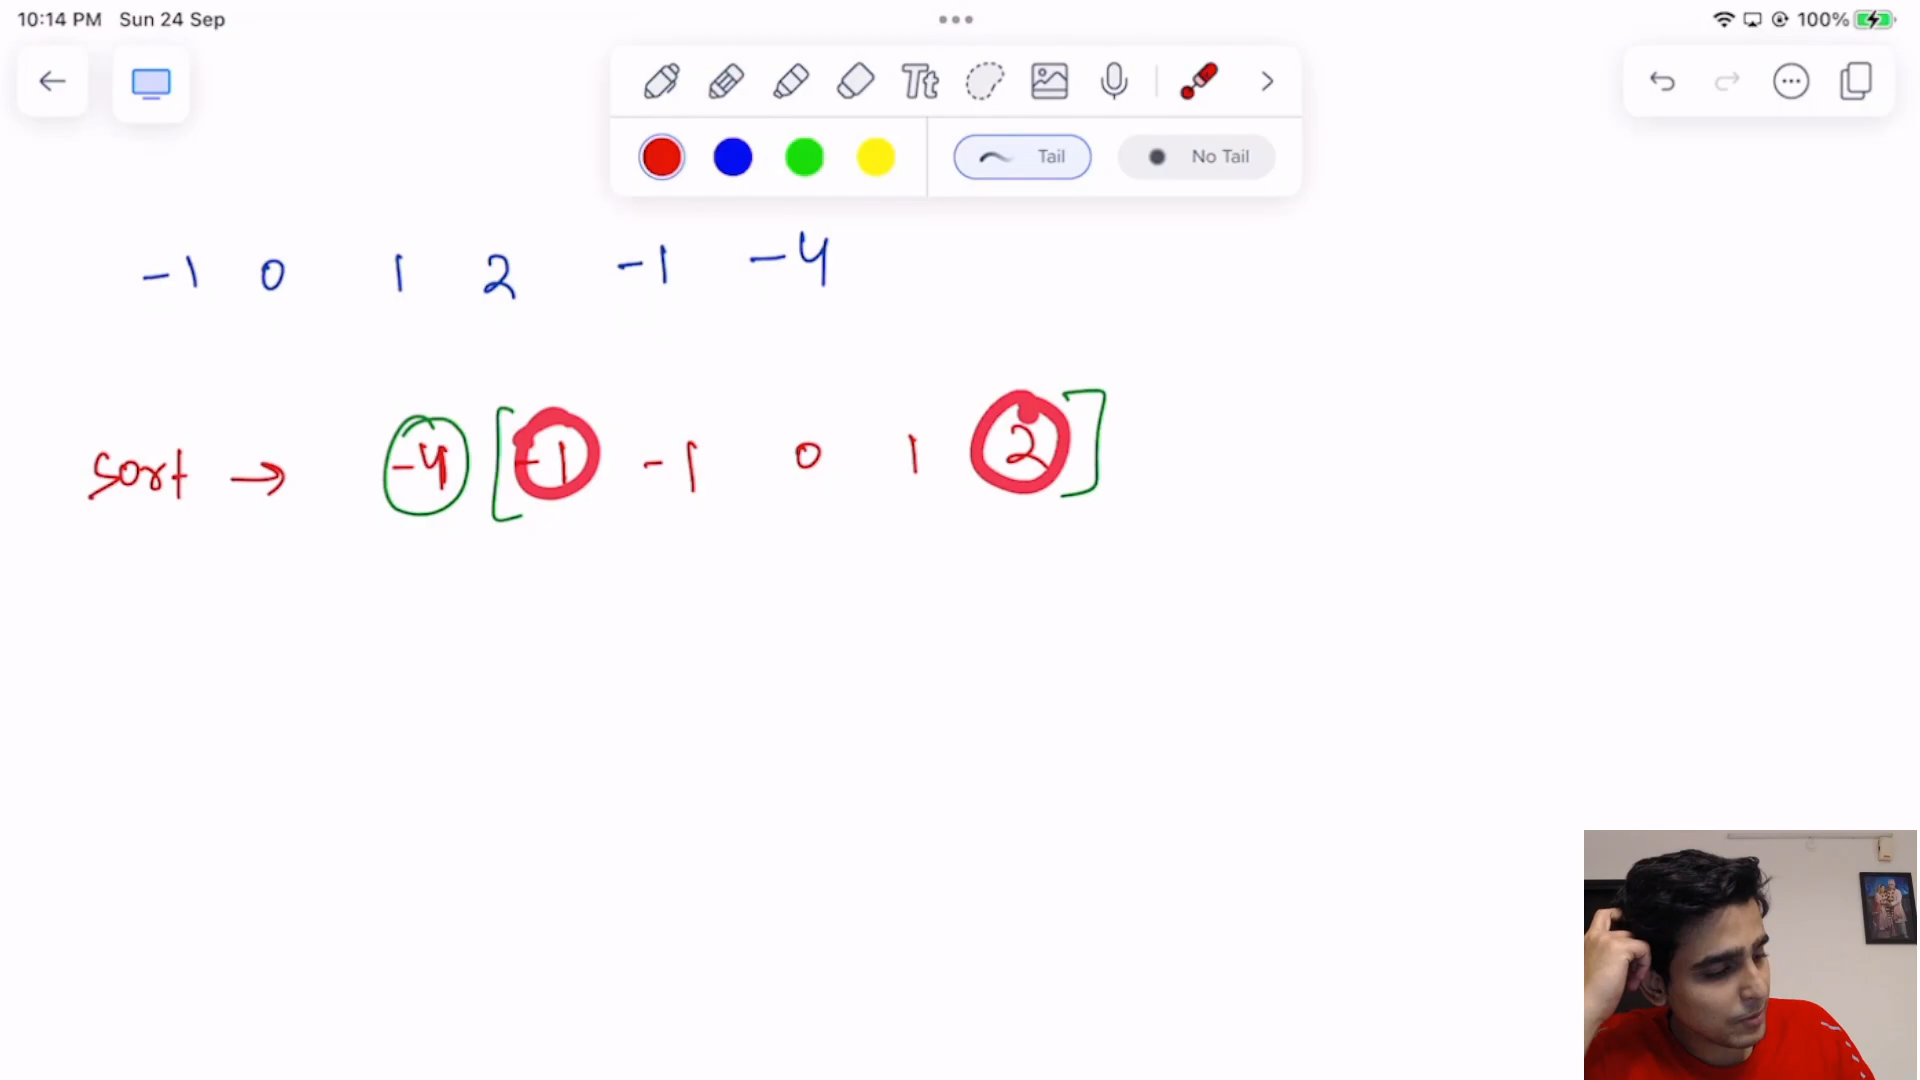 10:14 PM Sun 24 Sep
100%
Tt
Tail No Tail
-1 0 1 2 -1 -4
sort → -4 [-1 -1 0 1 2]